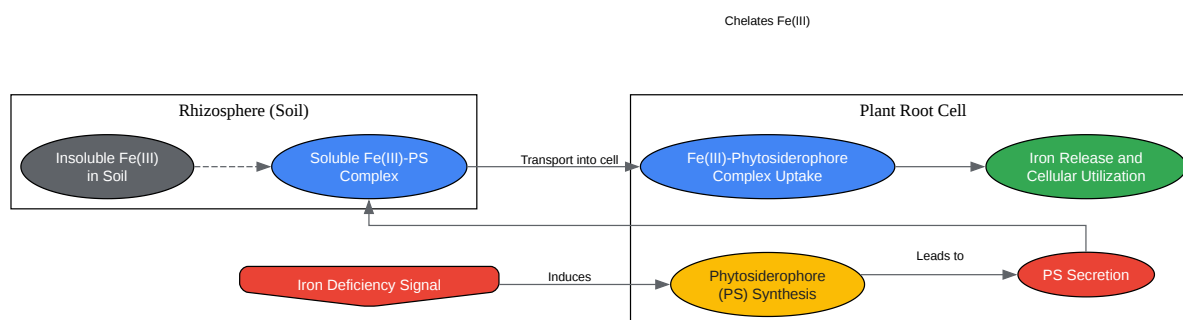 Chelates Fe(III)
Rhizosphere (Soil)
Plant Root Cell
Insoluble Fe(III)
in Soil
Soluble Fe(III)-PS
Complex
Transport into cell
Fe(III)-Phytosiderophore
Complex Uptake
Iron Release and
Cellular Utilization
Iron Deficiency Signal
Induces
Phytosiderophore
(PS) Synthesis
Leads to
PS Secretion